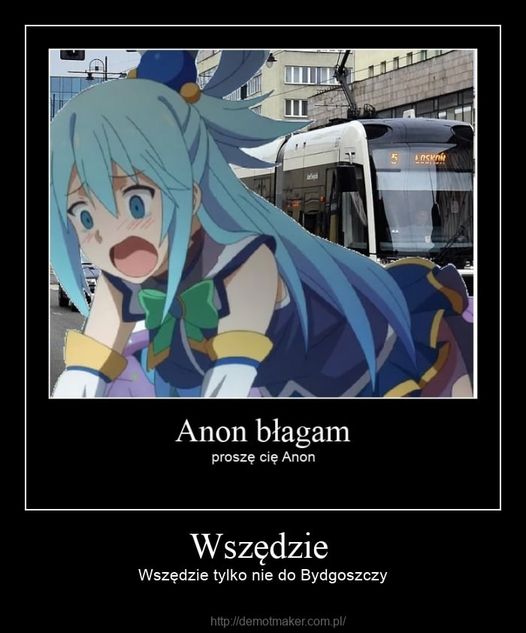 5 ŁOSKOŃ
Anon błagam
proszę cię Anon
Wszędzie
Wszędzie tylko nie do Bydgoszczy
http://demotmaker.com.pl/